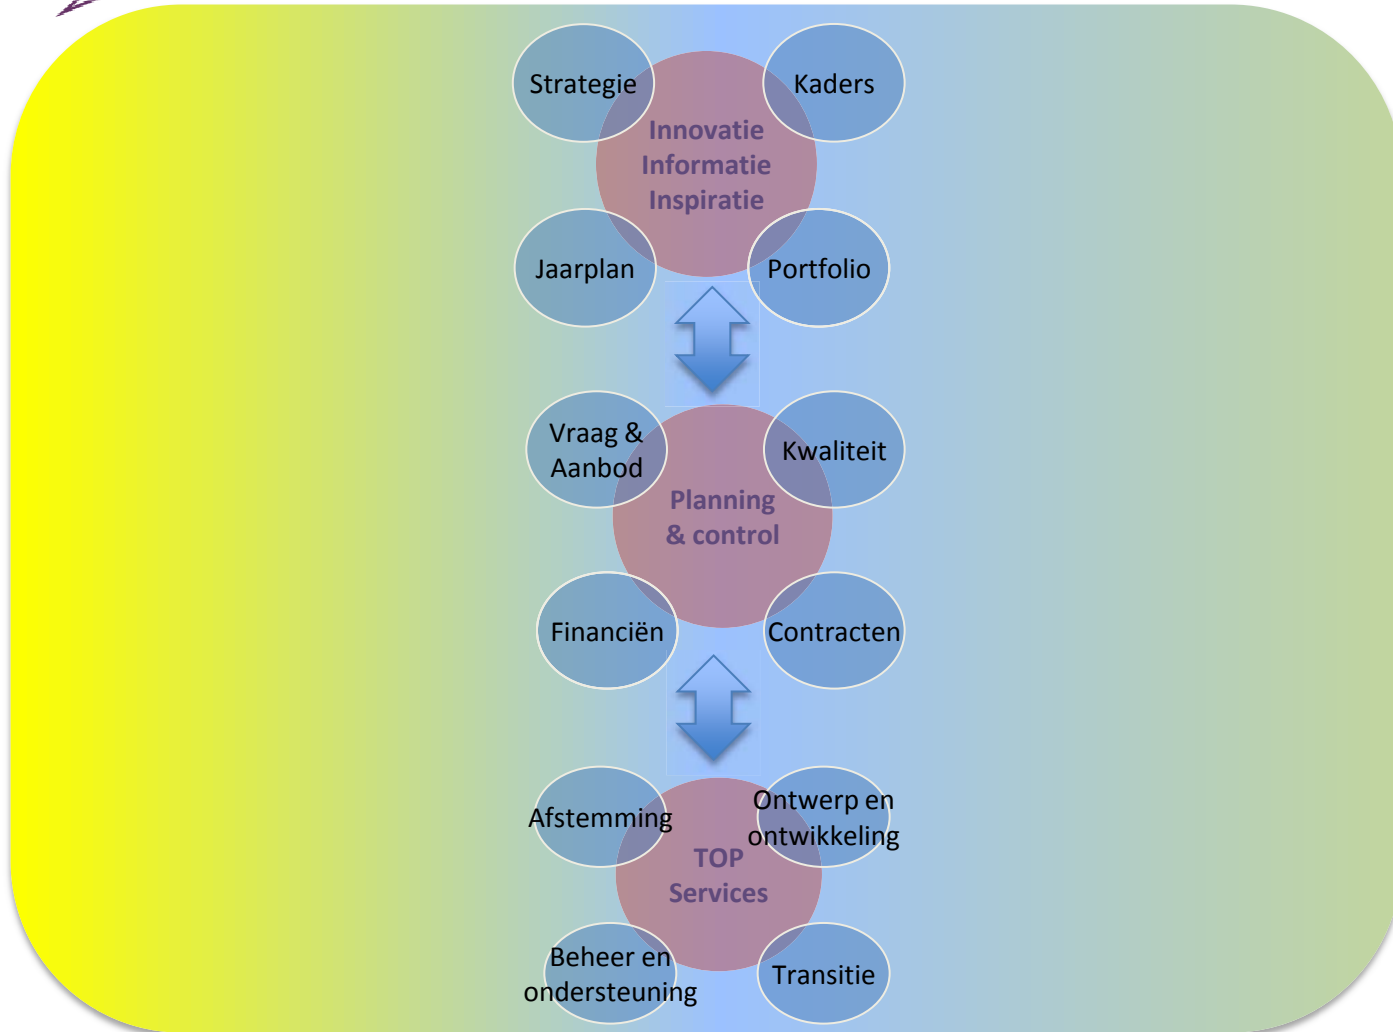 Strategie
Kaders
Innovatie
Informatie
Inspiratie
Jaarplan
Portfolio
Vraag &
Aanbod
Kwaliteit
Planning
& control
Financiën
Contracten
Afstemming
Ontwerp en
ontwikkeling
TOP
Services
Beheer en
ondersteuning
Transitie